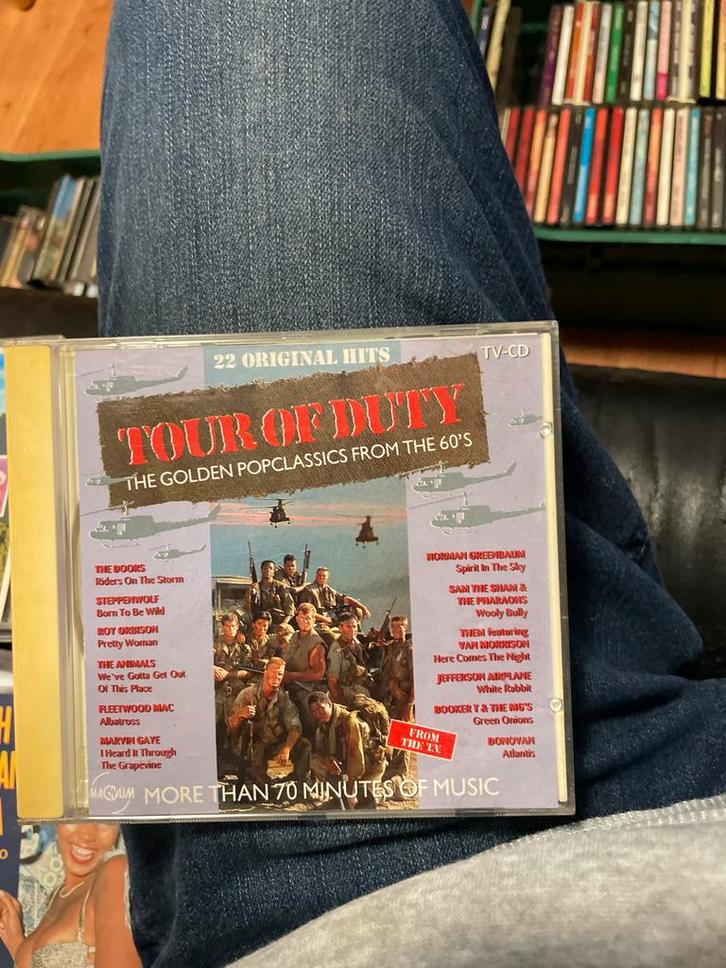 22 ORIGINAL HITS
TV-CD
TOUR OF DUTY
THE GOLDEN POPCLASSICS FROM THE 60'S
THE DOORS
Riders On The Storm
STEPPENWOLF
Born To Be Wild
ROY ORBISON
Pretty Woman
THE ANIMALS
We've Gotta Get Out
Of This Place
FLEETWOOD MAC
Albatross
MARVIN GAYE
I Heard It Through
The Grapevine
NORMAN GREENBAUM
Spirit In The Sky
SAM THE SHAM &
THE PHARAOHS
Wooly Bully
THEM featuring
VAN MORRISON
Here Comes The Night
JEFFERSON AIRPLANE
White Rabbit
BOOKER T & THE MG'S
Green Onions
DONOVAN
Atlantis
FROM
THE T.V.
MAGNUM
MORE THAN 70 MINUTES OF MUSIC